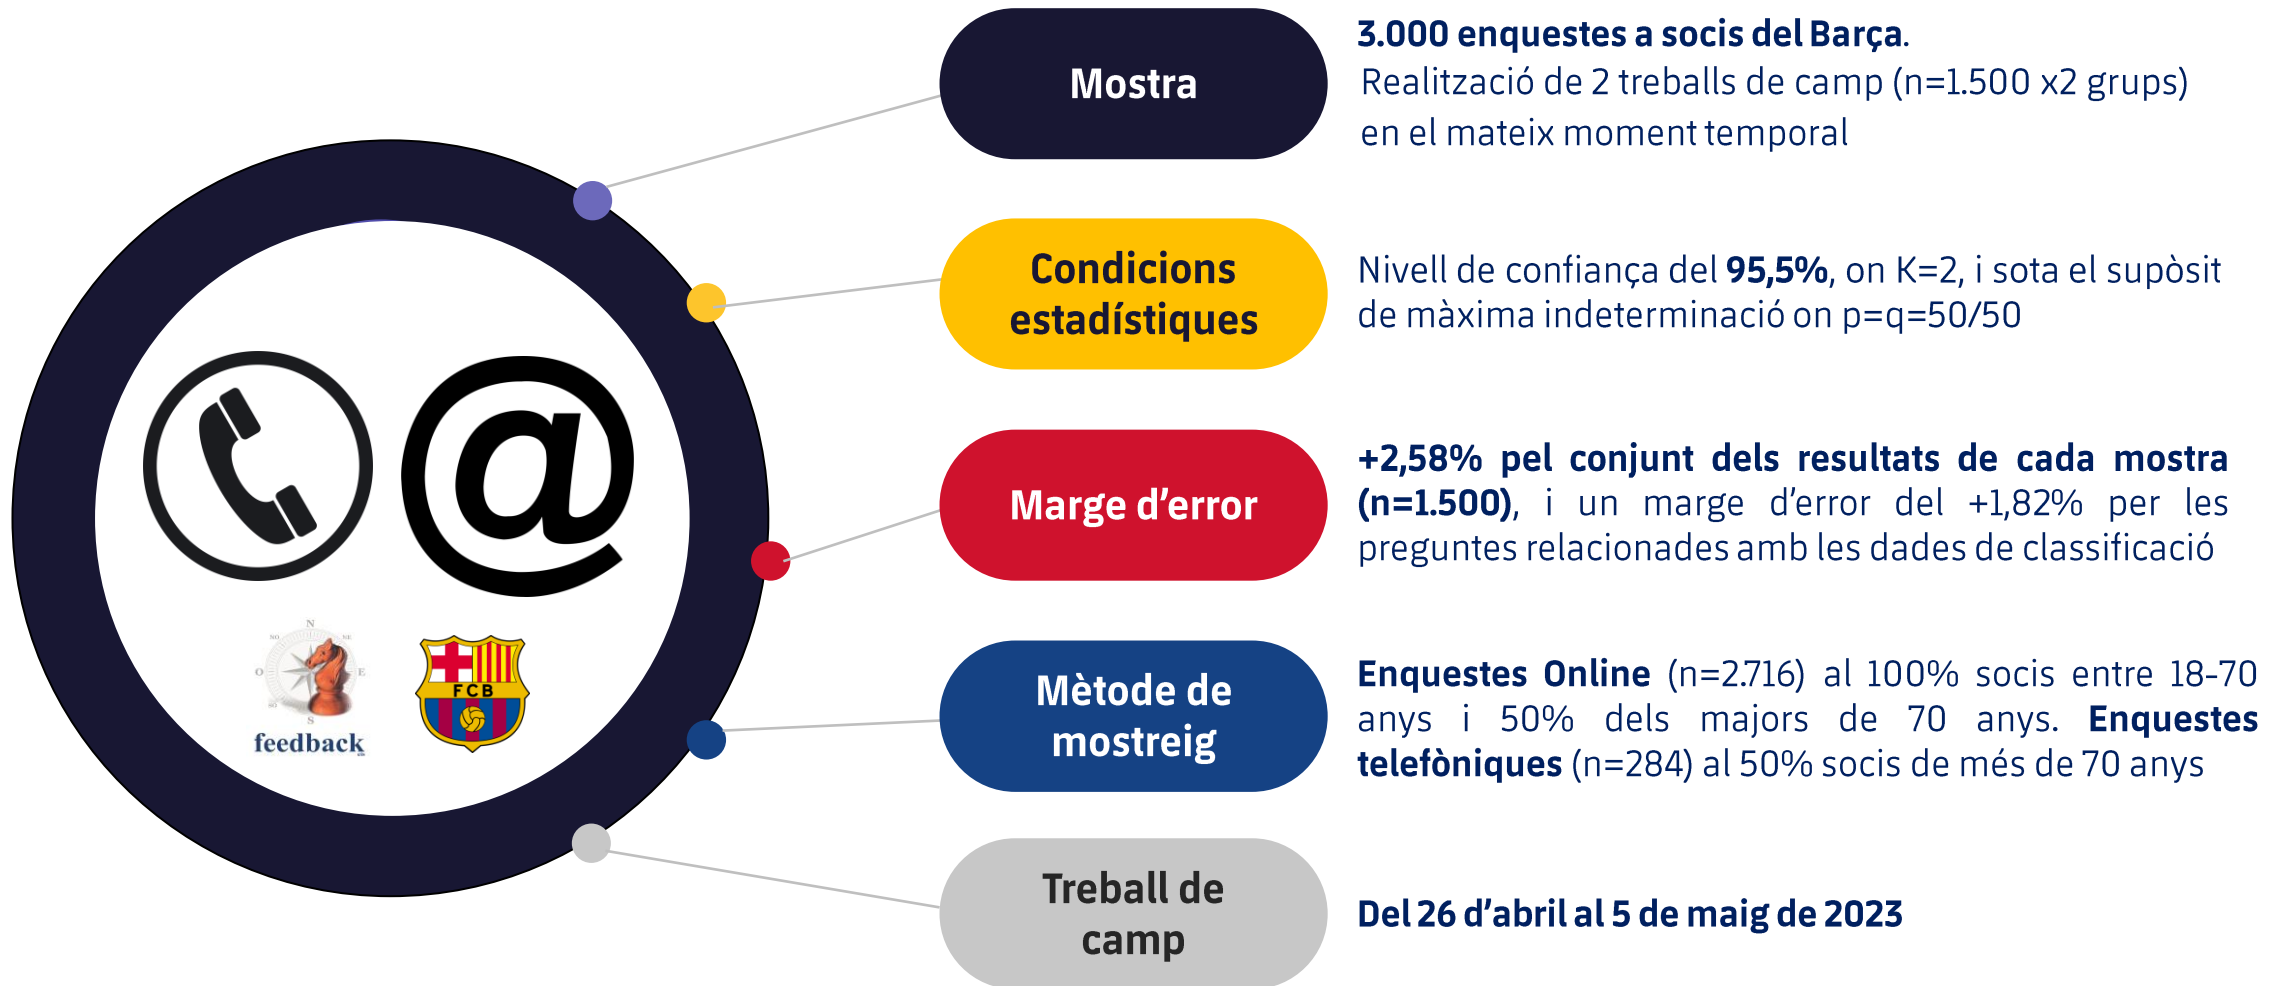 Mostra
3.000 enquestes a socis del Barça.
Realització de 2 treballs de camp (n=1.500 x2 grups)
en el mateix moment temporal
Condicions
estadístiques
Nivell de confiança del 95,5%, on K=2, i sota el supòsit
de màxima indeterminació on p=q=50/50
Marge d’error
+2,58% pel conjunt dels resultats de cada mostra
(n=1.500), i un marge d’error del +1,82% per les
preguntes relacionades amb les dades de classificació
Mètode de
mostreig
Enquestes Online (n=2.716) al 100% socis entre 18-70
anys i 50% dels majors de 70 anys. Enquestes
telefòniques (n=284) al 50% socis de més de 70 anys
Treball de
camp
Del 26 d’abril al 5 de maig de 2023
@
N
NO
NE
O
E
SO
S
feedback
FCB